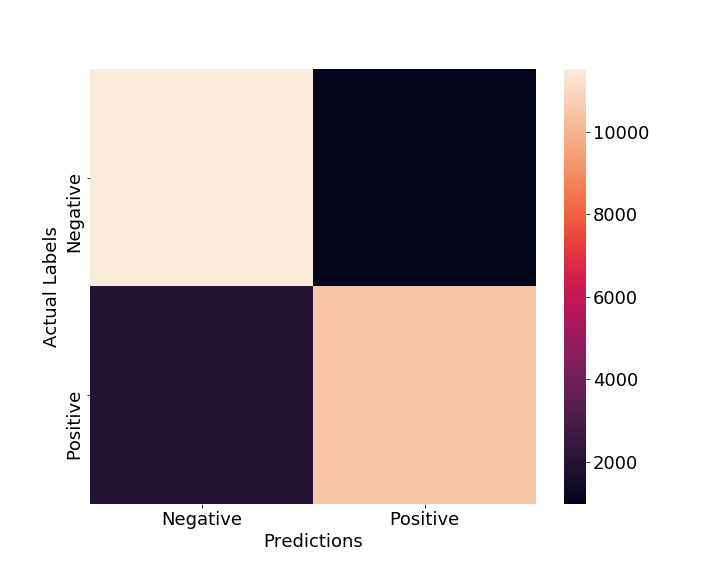 Actual Labels
Negative
Positive
Negative Positive
Predictions
10000
8000
6000
4000
2000